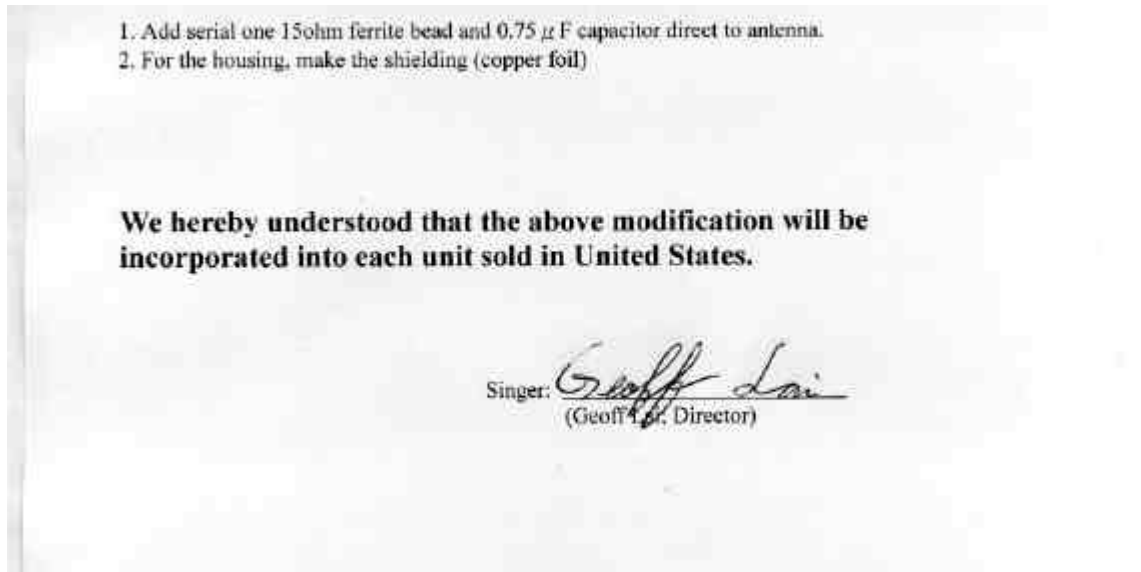 1. Add serial one 15ohm ferrite bead and 0.75 μF capacitor direct to antenna.
2. For the housing, make the shielding (copper foil)
We hereby understood that the above modification will be
incorporated into each unit sold in United States.
Singer: Geoff Lai
(Geoff Lai, Director)